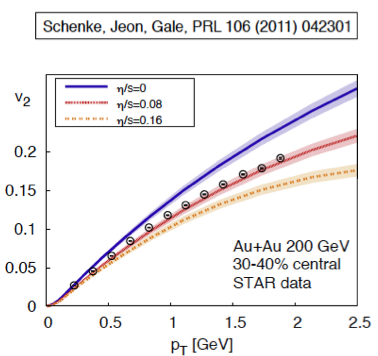 Schenke, Jeon, Gale, PRL 106 (2011) 042301
v2
η/s=0
η/s=0.08
η/s=0.16
0.2
0.15
0.1
0.05
0
Au+Au 200 GeV
30-40% central
STAR data
0 0.5 1 1.5 2 2.5
pT [GeV]